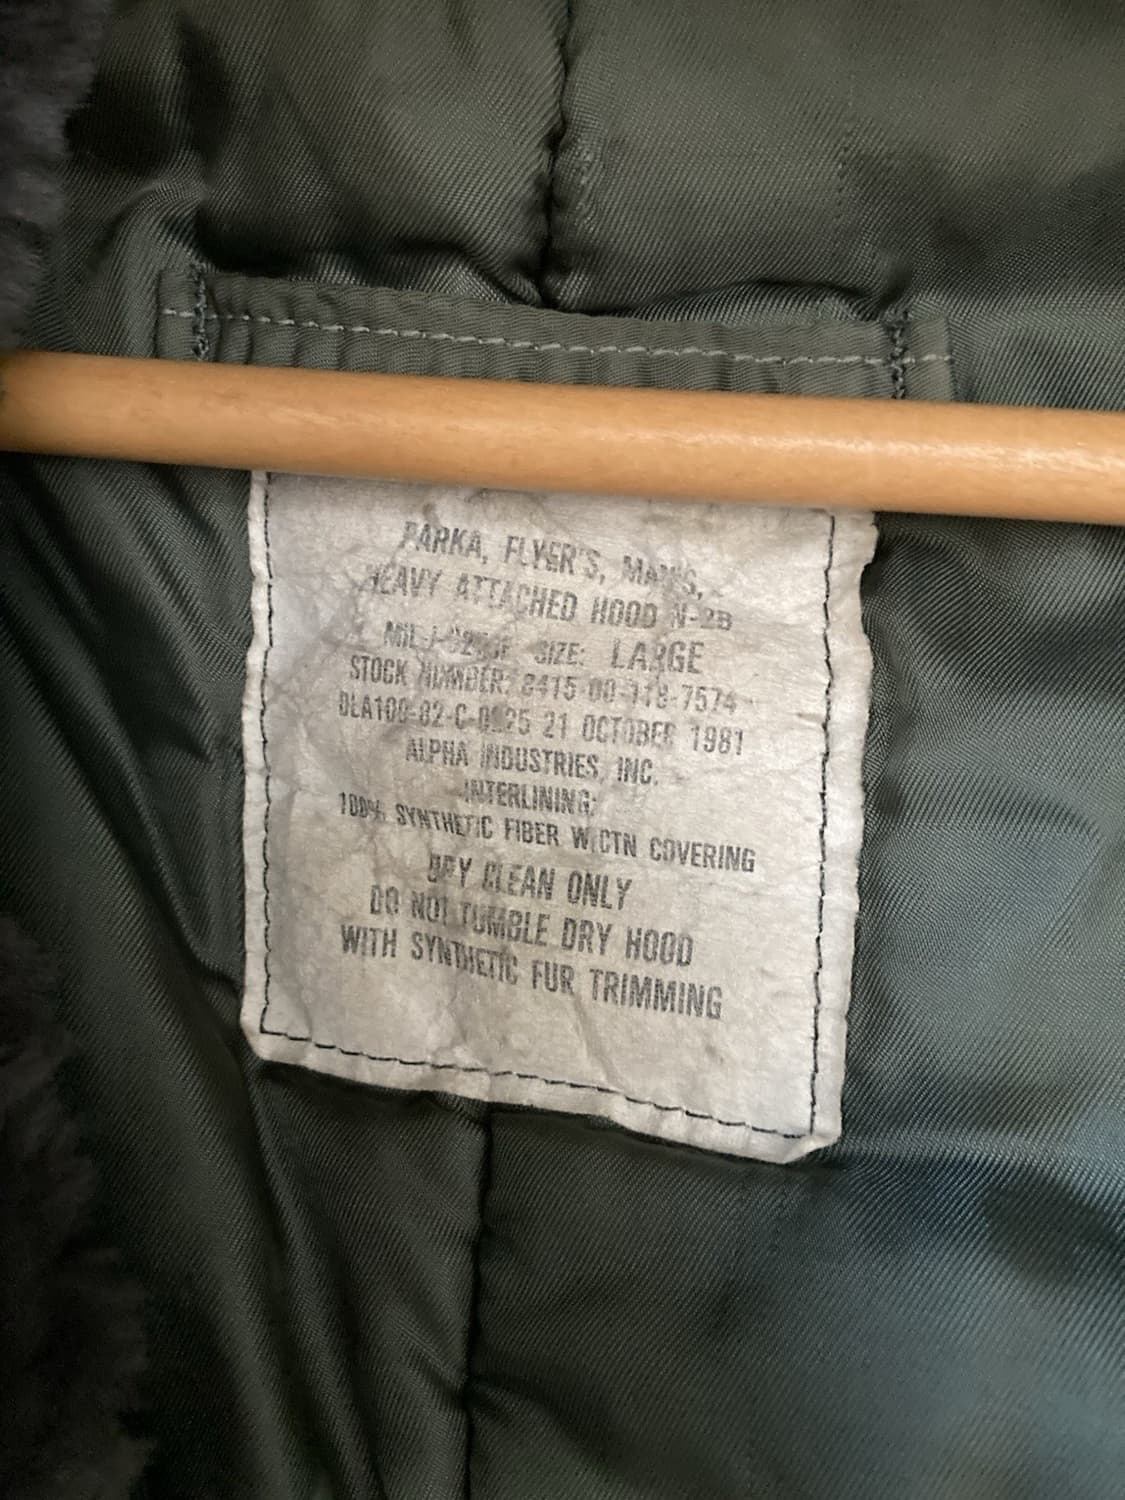 PARKA, FLYER'S, MAN'S,
HEAVY ATTACHED HOOD N-2B
SIZE: LARGE
STOCK NUMBER: 8415-00-118-7574
21 OCTOBER 1981
ALPHA INDUSTRIES, INC.
INTERLINING:
100% SYNTHETIC FIBER W/CTN COVERING
DRY CLEAN ONLY
DO NOT TUMBLE DRY HOOD
WITH SYNTHETIC FUR TRIMMING